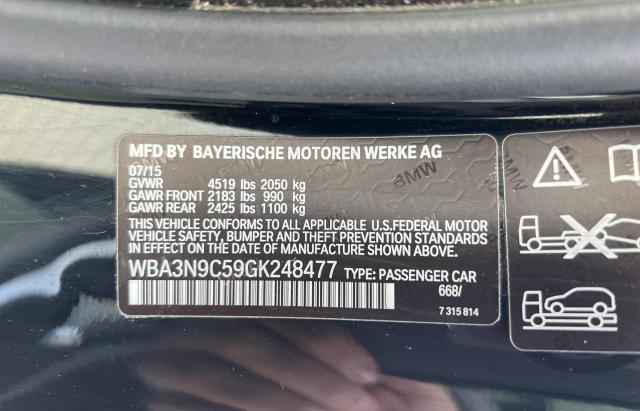 MFD BY BAYERISCHE MOTOREN WERKE AG
07/15
GVWR 4519 lbs 2050 kg
GAWR FRONT 2183 lbs 990 kg
GAWR REAR 2425 lbs 1100 kg
THIS VEHICLE CONFORMS TO ALL APPLICABLE U.S.FEDERAL MOTOR
VEHICLE SAFETY, BUMPER AND THEFT PREVENTION STANDARDS
IN EFFECT ON THE DATE OF MANUFACTURE SHOWN ABOVE.
WBA3N9C59GK248477 TYPE: PASSENGER CAR
668/
7 315 814
BMW